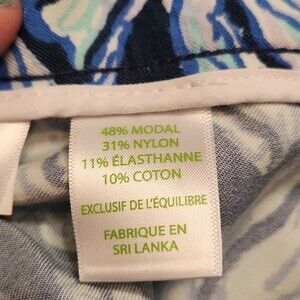 48% MODAL
31% NYLON
11% ÉLASTHANNE
10% COTON
EXCLUSIF DE L'ÉQUILIBRE
FABRIQUE EN
SRI LANKA